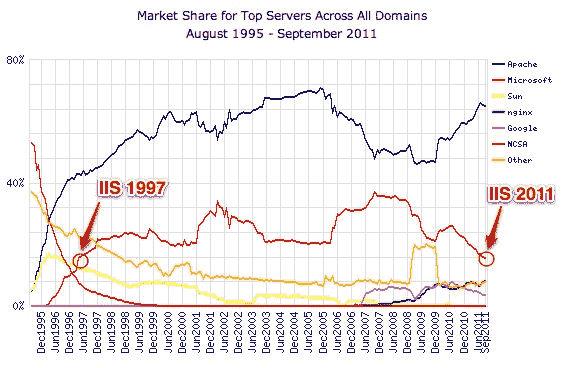 Market Share for Top Servers Across All Domains
August 1995 - September 2011
80%
40%
0%
Apache
Microsoft
Sun
nginx
Google
NCSA
Other
IIS 1997
IIS 2011
Dec1995
Jun1996
Dec1996
Jun1997
Dec1997
Jun1998
Dec1998
Jun1999
Dec1999
Jun2000
Dec2000
Jun2001
Dec2001
Jun2002
Dec2002
Jun2003
Dec2003
Jun2004
Dec2004
Jun2005
Dec2005
Jun2006
Dec2006
Jun2007
Dec2007
Jun2008
Dec2008
Jun2009
Dec2009
Jun2010
Dec2010
Jun2011
Sep2011